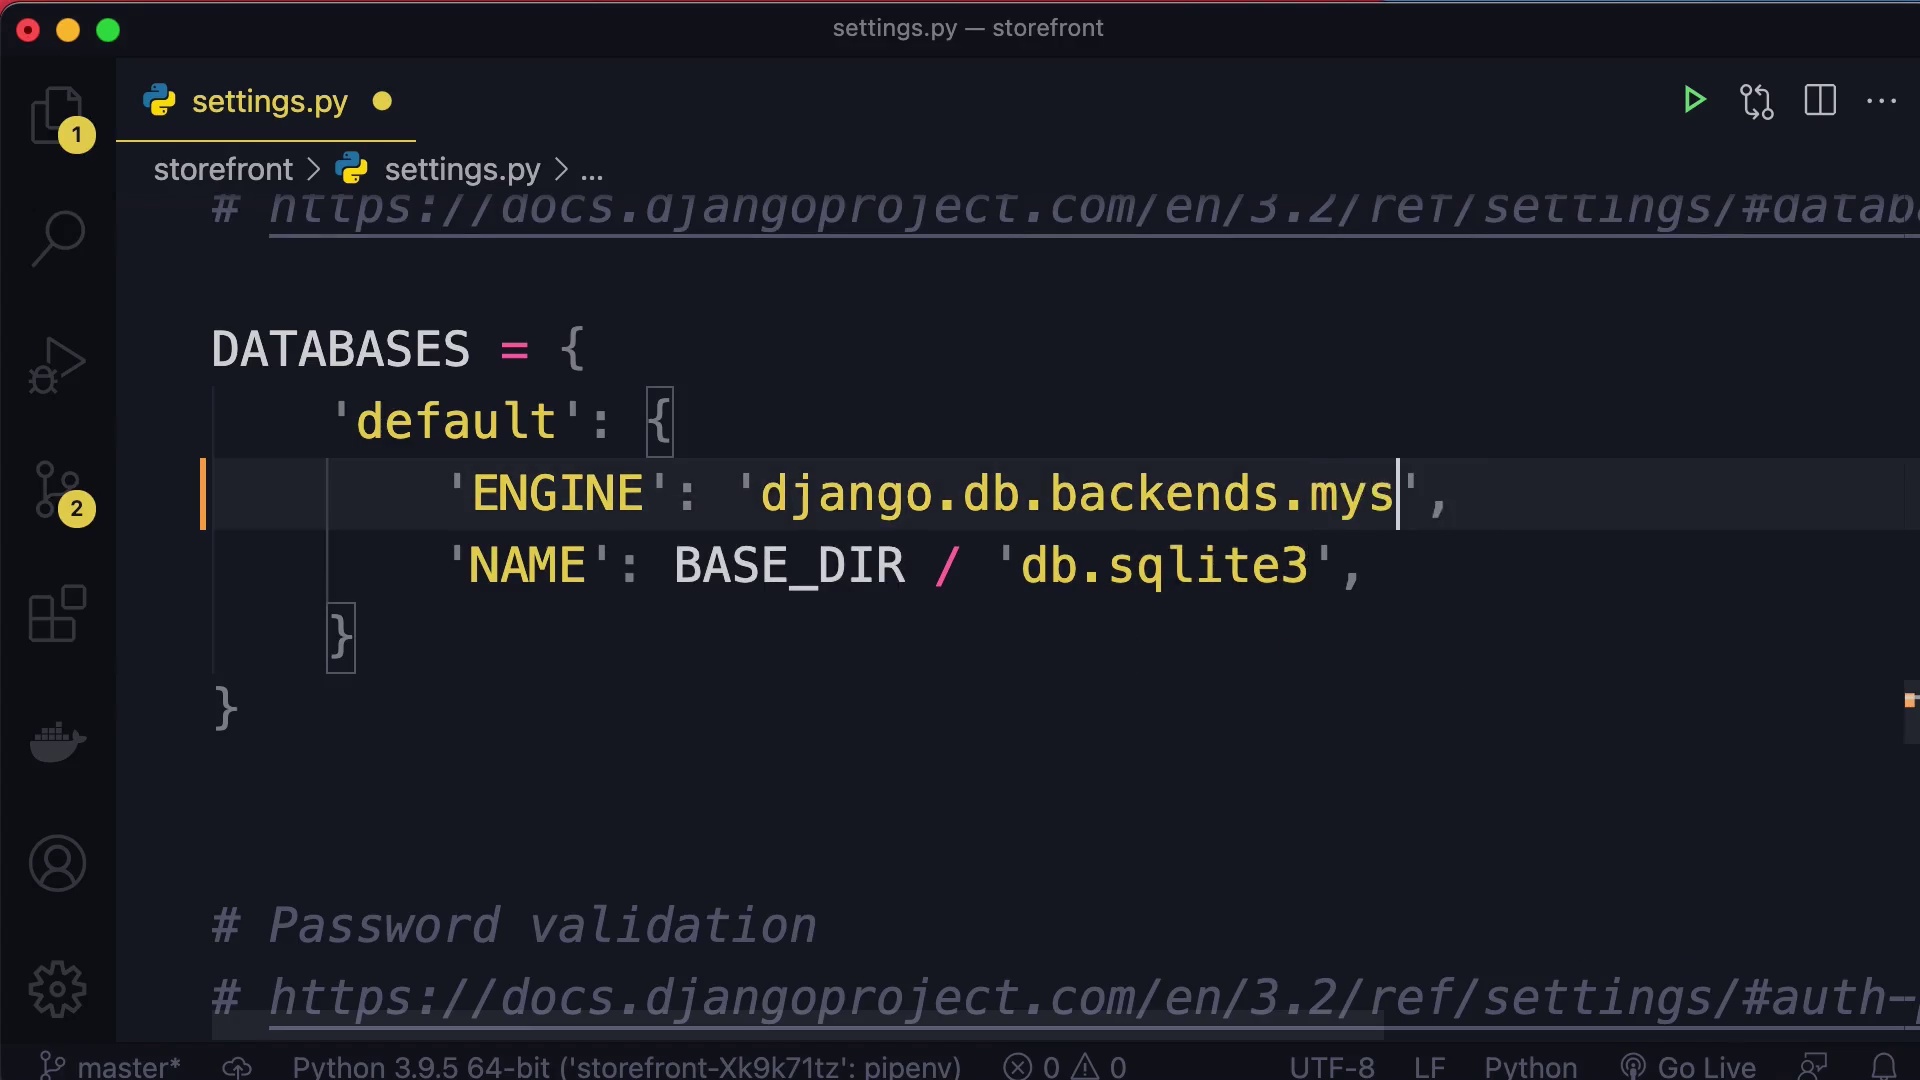 settings.py — storefront
settings.py
1
storefront > settings.py > ...
# https://docs.djangoproject.com/en/3.2/ref/settings/#databa
DATABASES = {
'default': {
'ENGINE': 'django.db.backends.mys',
2
'NAME': BASE_DIR / 'db.sqlite3',
}
}
# Password validation
# https://docs.djangoproject.com/en/3.2/ref/settings/#auth-p
master* Python 3.9.5 64-bit ('storefront-Xk9k71tz': pipenv) 0 0 UTF-8 LF Python Go Live